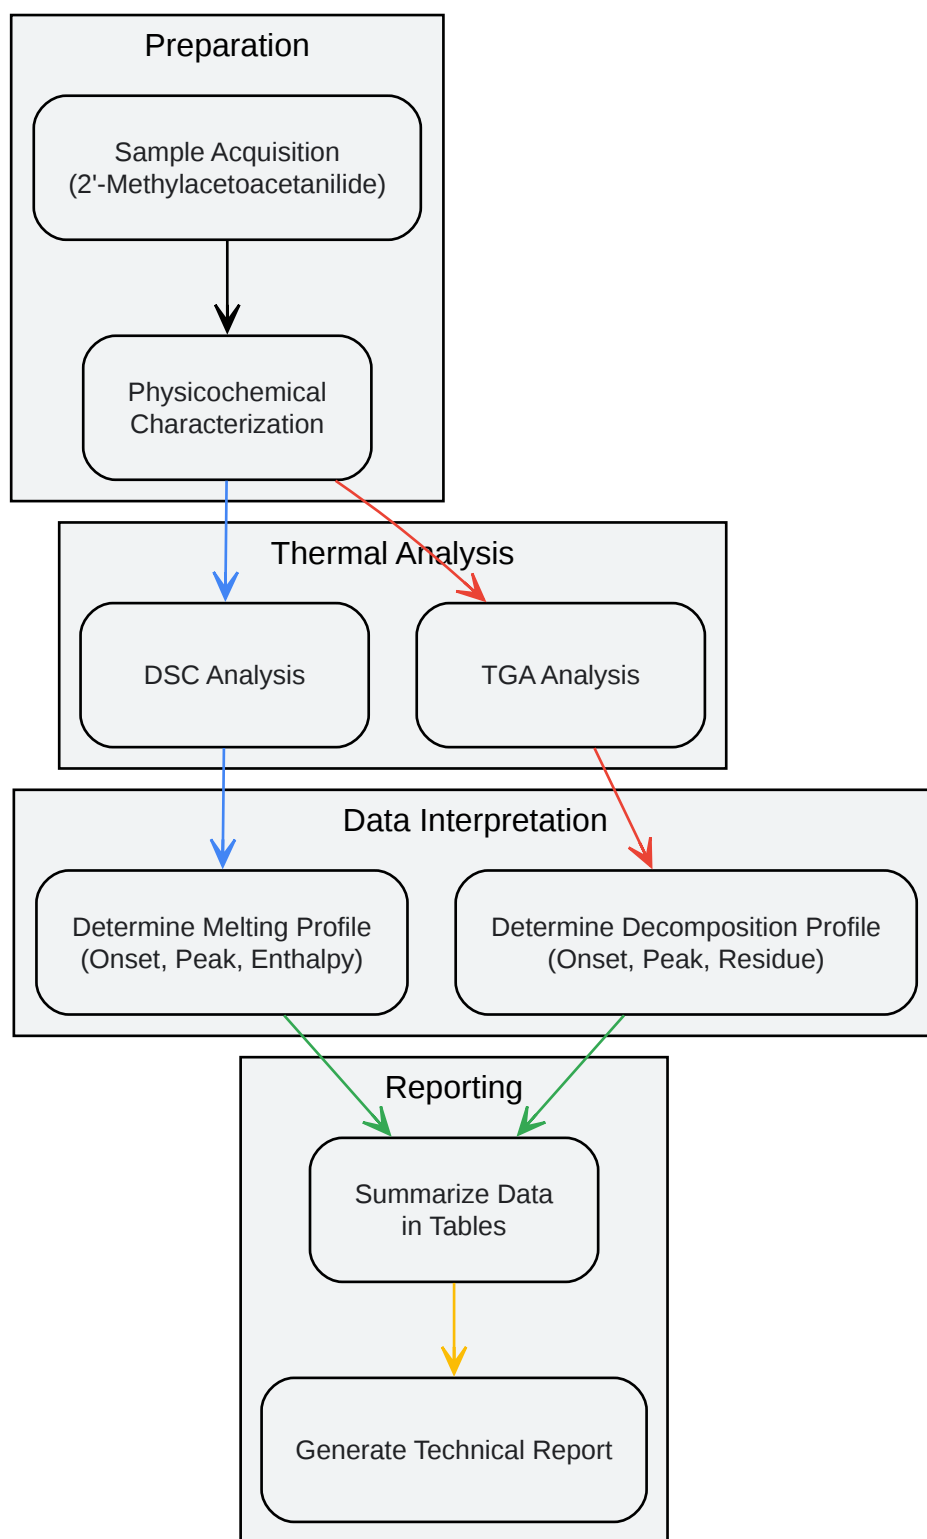 Preparation
Sample Acquisition
(2'-Methylacetoacetanilide)
Physicochemical
Characterization
Thermal Analysis
DSC Analysis
TGA Analysis
Data Interpretation
Determine Melting Profile
(Onset, Peak, Enthalpy)
Determine Decomposition Profile
(Onset, Peak, Residue)
Reporting
Summarize Data
in Tables
Generate Technical Report